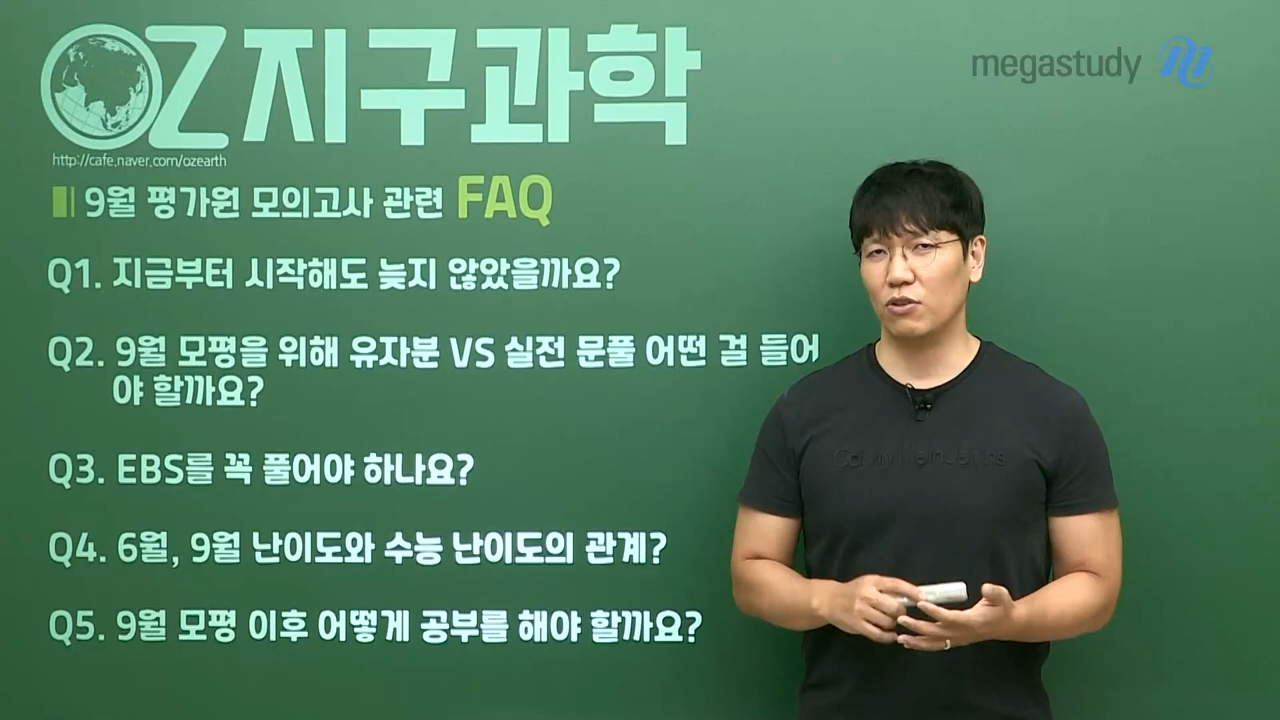 OZ 지구과학
megastudy
http://cafe.naver.com/ozearth
9월 평가원 모의고사 관련 FAQ
Q1. 지금부터 시작해도 늦지 않았을까요?
Q2. 9월 모평을 위해 유자분 VS 실전 문풀 어떤 걸 들어
야 할까요?
Q3. EBS를 꼭 풀어야 하나요?
Q4. 6월, 9월 난이도와 수능 난이도의 관계?
Q5. 9월 모평 이후 어떻게 공부를 해야 할까요?